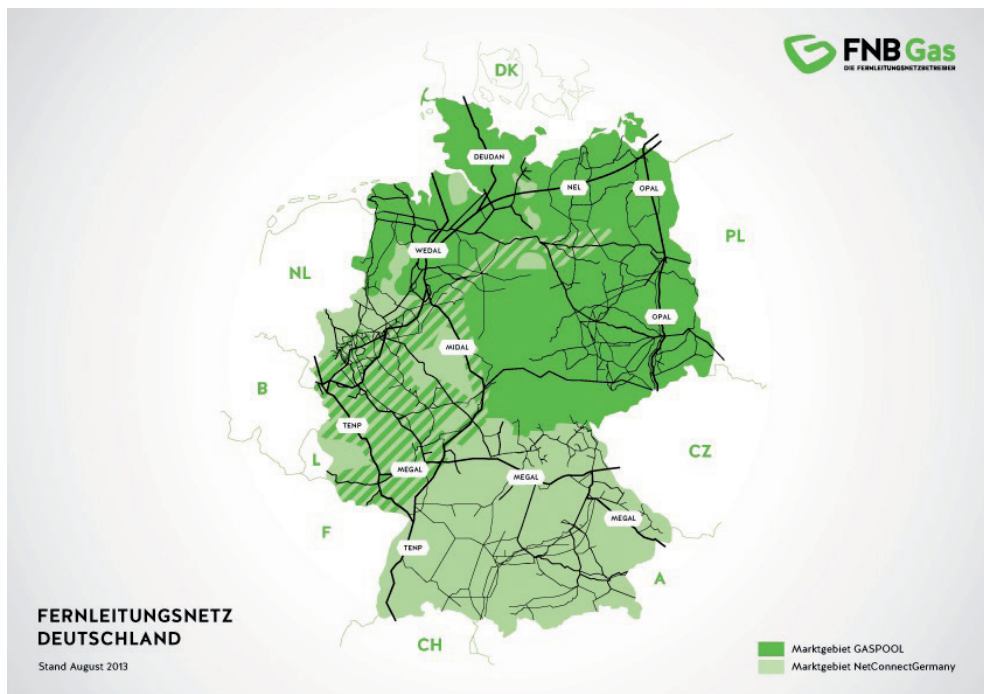 FNB Gas
DIE FERNLEITUNGSNETZBETREIBER
DK
DEUDAN
NEL
OPAL
PL
WEDAL
NL
OPAL
MIDAL
B
TENP
CZ
L
MEGAL
MEGAL
MEGAL
F
TENP
A
FERNLEITUNGSNETZ
DEUTSCHLAND
CH
Marktgebiet GASPOOL
Stand August 2013
Marktgebiet NetConnectGermany